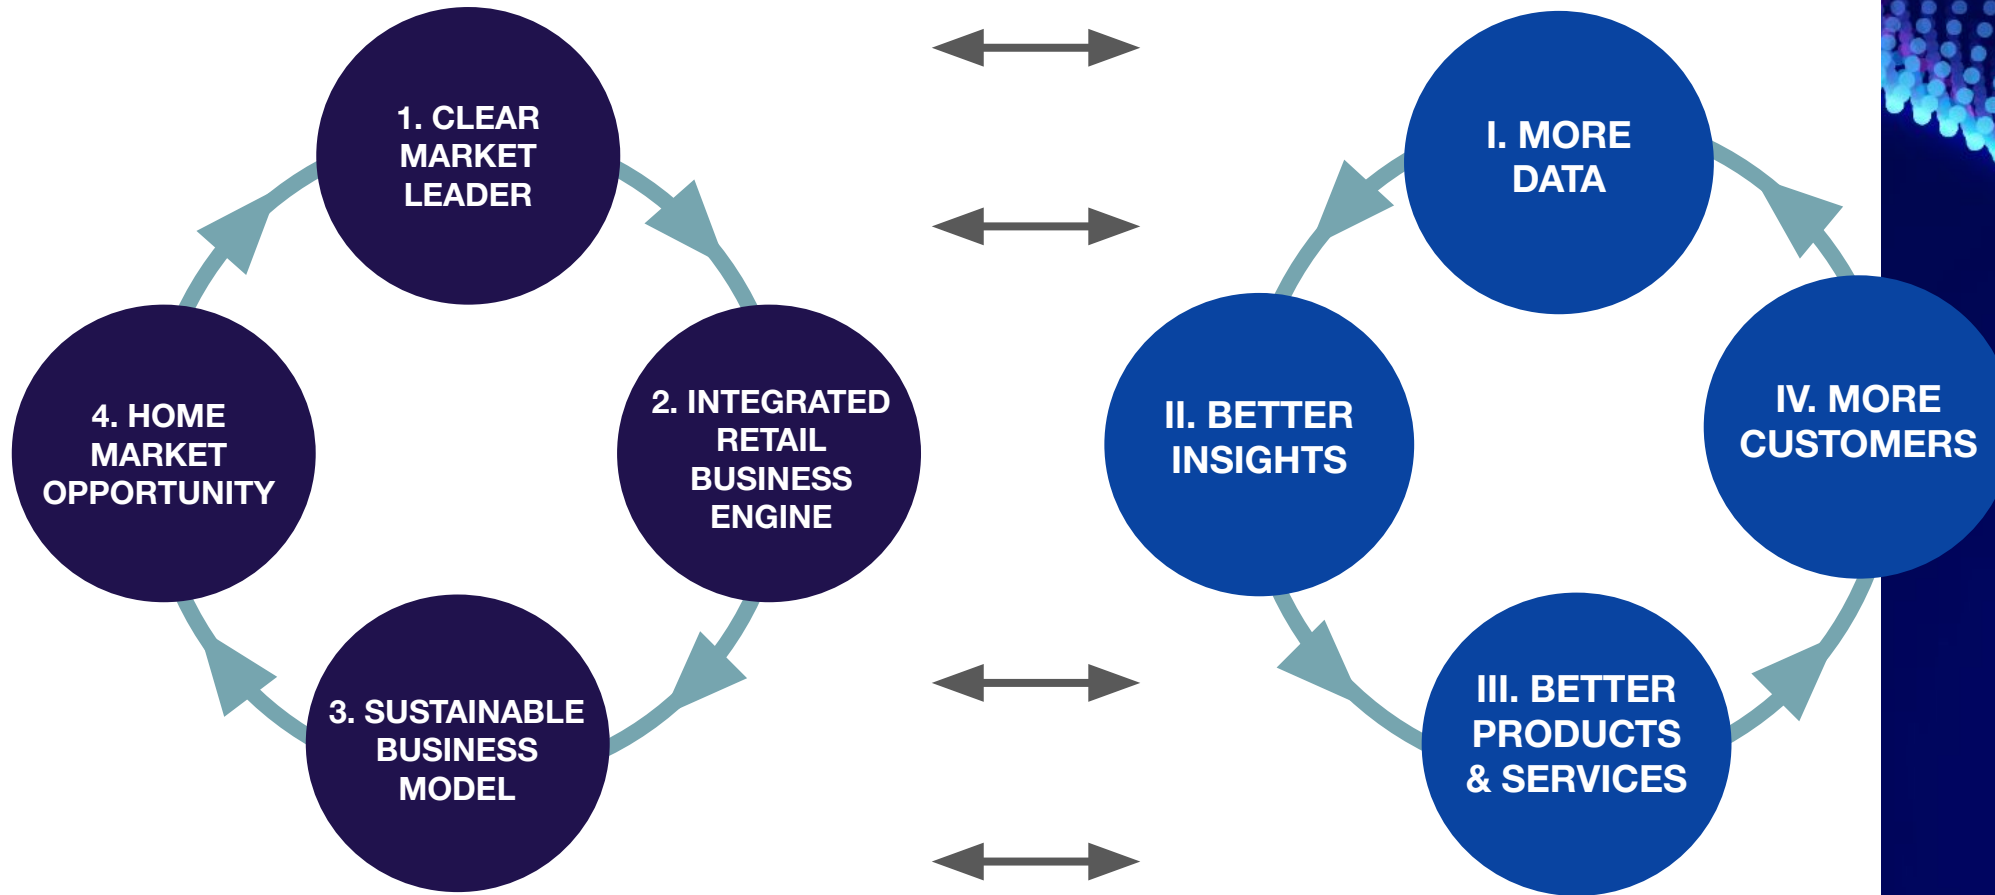 1. CLEAR
MARKET
LEADER
2. INTEGRATED
RETAIL
BUSINESS
ENGINE
3. SUSTAINABLE
BUSINESS
MODEL
4. HOME
MARKET
OPPORTUNITY
I. MORE
DATA
II. BETTER
INSIGHTS
III. BETTER
PRODUCTS
& SERVICES
IV. MORE
CUSTOMERS